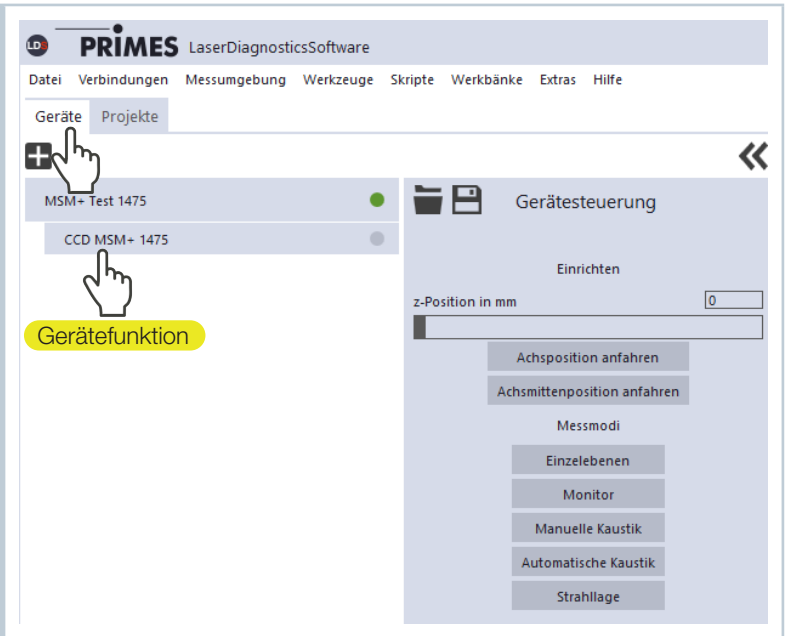 LD PRIMES LaserDiagnosticsSoftware
Datei Verbindungen Messumgebung Werkzeuge Skripte Werkbänke Extras Hilfe
Geräte Projekte
MSM+ Test 1475
Gerätesteuerung
CCD MSM+ 1475
Einrichten
z-Position in mm 0
Gerätefunktion
Achsposition anfahren
Achsmittenposition anfahren
Messmodi
Einzelebenen
Monitor
Manuelle Kaustik
Automatische Kaustik
Strahllage